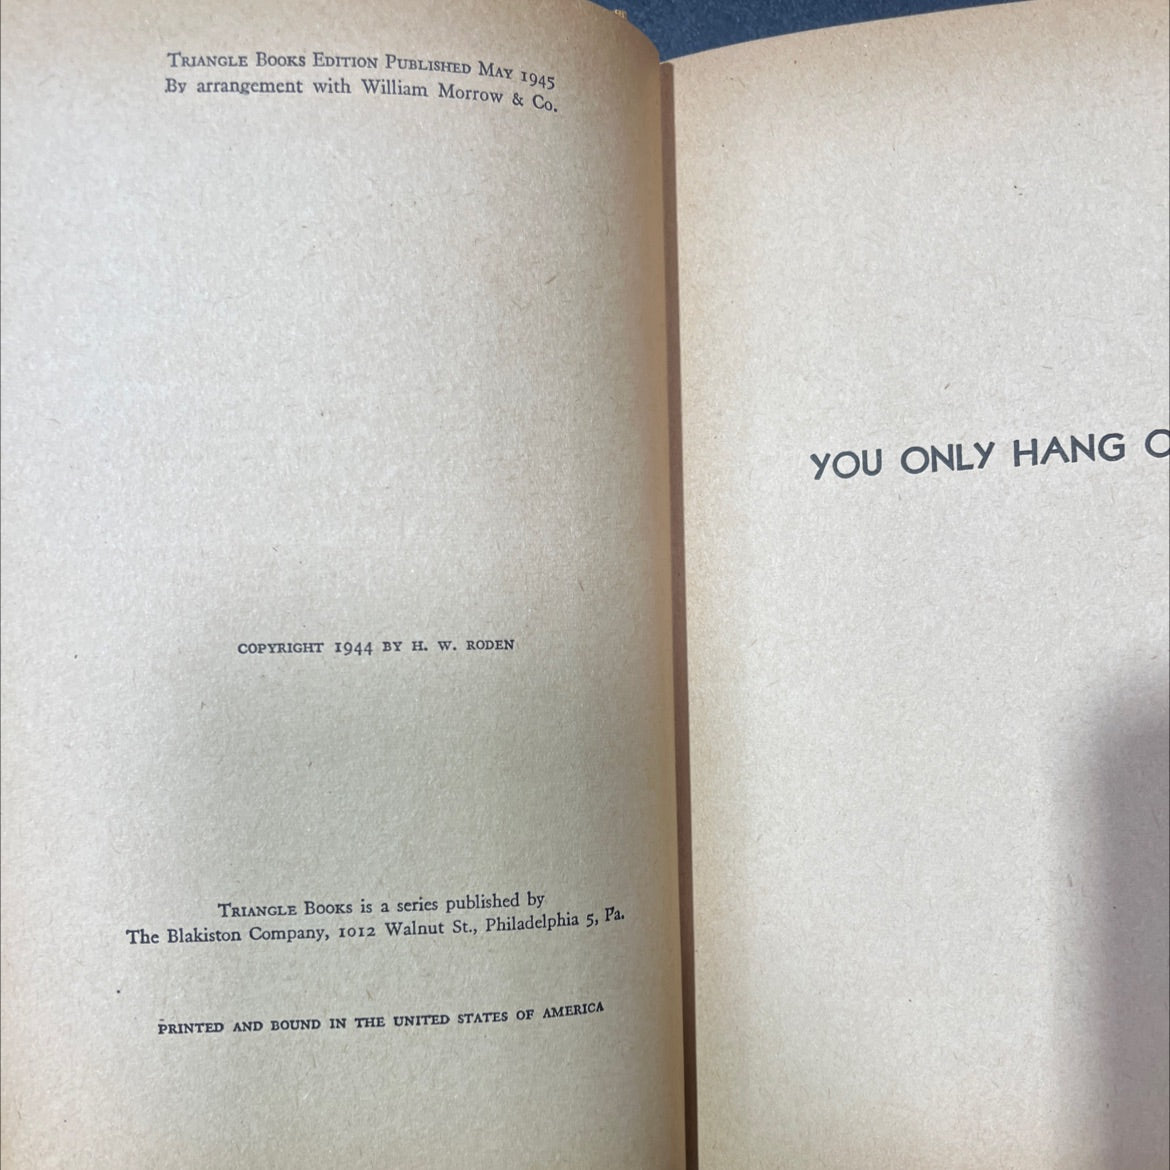 TRIANGLE BOOKS EDITION PUBLISHED MAY 1945
By arrangement with William Morrow & Co.
COPYRIGHT 1944 BY H. W. RODEN
TRIANGLE BOOKS is a series published by
The Blakiston Company, 1012 Walnut St., Philadelphia 5, Pa.
PRINTED AND BOUND IN THE UNITED STATES OF AMERICA
YOU ONLY HANG O